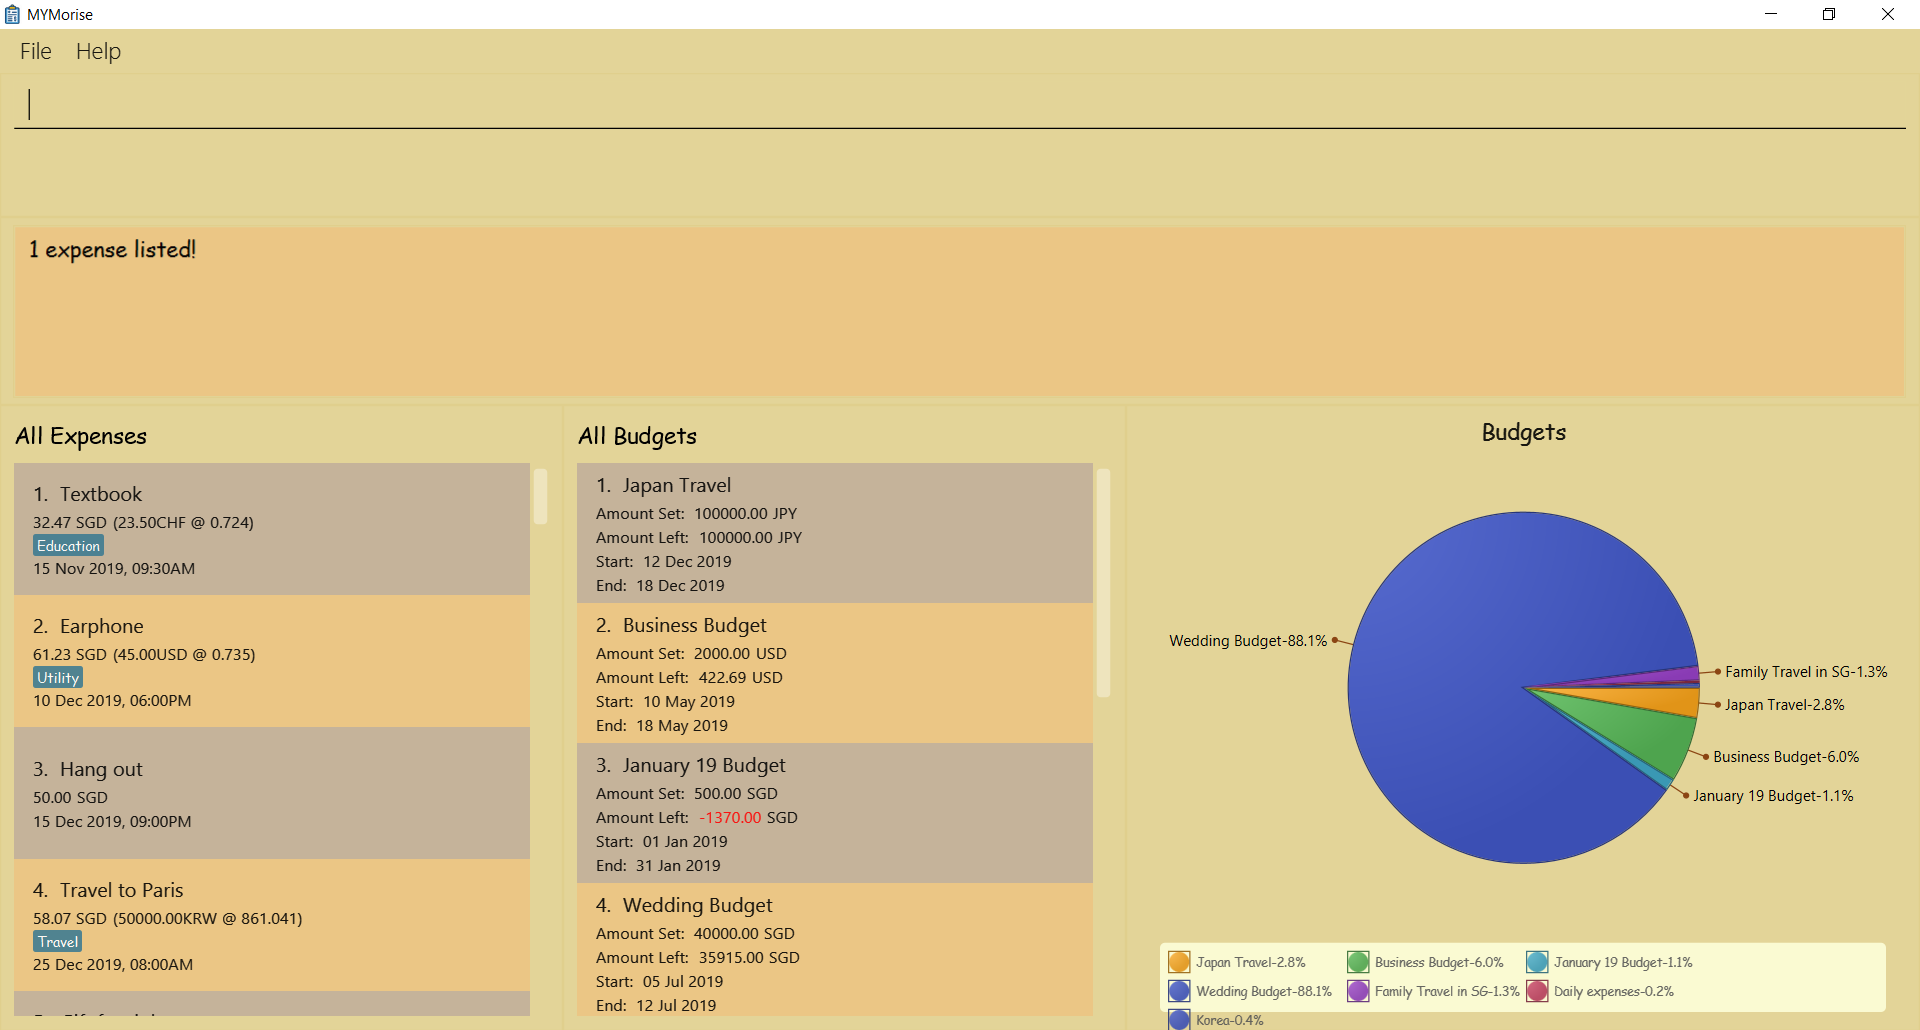 MYMorise
File Help
1 expense listed!
All Expenses
1. Textbook
32.47 SGD (23.50CHF @ 0.724)
Education
15 Nov 2019, 09:30AM
2. Earphone
61.23 SGD (45.00USD @ 0.735)
Utility
10 Dec 2019, 06:00PM
3. Hang out
50.00 SGD
15 Dec 2019, 09:00PM
4. Travel to Paris
58.07 SGD (50000.00KRW @ 861.041)
Travel
25 Dec 2019, 08:00AM
All Budgets
1. Japan Travel
Amount Set: 100000.00 JPY
Amount Left: 100000.00 JPY
Start: 12 Dec 2019
End: 18 Dec 2019
2. Business Budget
Amount Set: 2000.00 USD
Amount Left: 422.69 USD
Start: 10 May 2019
End: 18 May 2019
3. January 19 Budget
Amount Set: 500.00 SGD
Amount Left: -1370.00 SGD
Start: 01 Jan 2019
End: 31 Jan 2019
4. Wedding Budget
Amount Set: 40000.00 SGD
Amount Left: 35915.00 SGD
Start: 05 Jul 2019
End: 12 Jul 2019
Budgets
Wedding Budget-88.1%
Family Travel in SG-1.3%
Japan Travel-2.8%
Business Budget-6.0%
January 19 Budget-1.1%
Japan Travel-2.8% Business Budget-6.0% January 19 Budget-1.1%
Wedding Budget-88.1% Family Travel in SG-1.3% Daily expenses-0.2%
Korea-0.4%